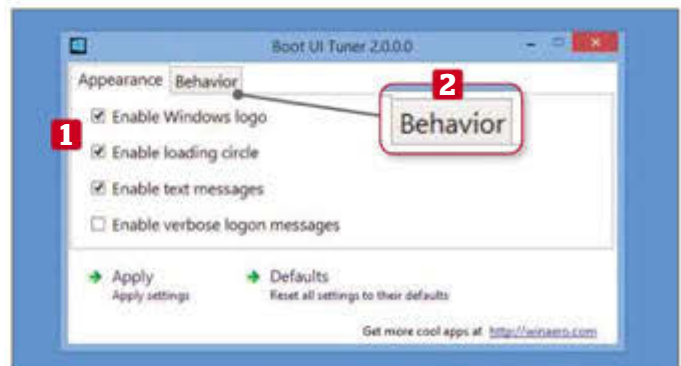 Boot UI Tuner 2.0.0.0
Appearance Behavior
2
Behavior
1
Enable Windows logo
Enable loading circle
Enable text messages
Enable verbose logon messages
Apply
Apply settings
Defaults
Reset all settings to their defaults
Get more cool apps at http://winaero.com